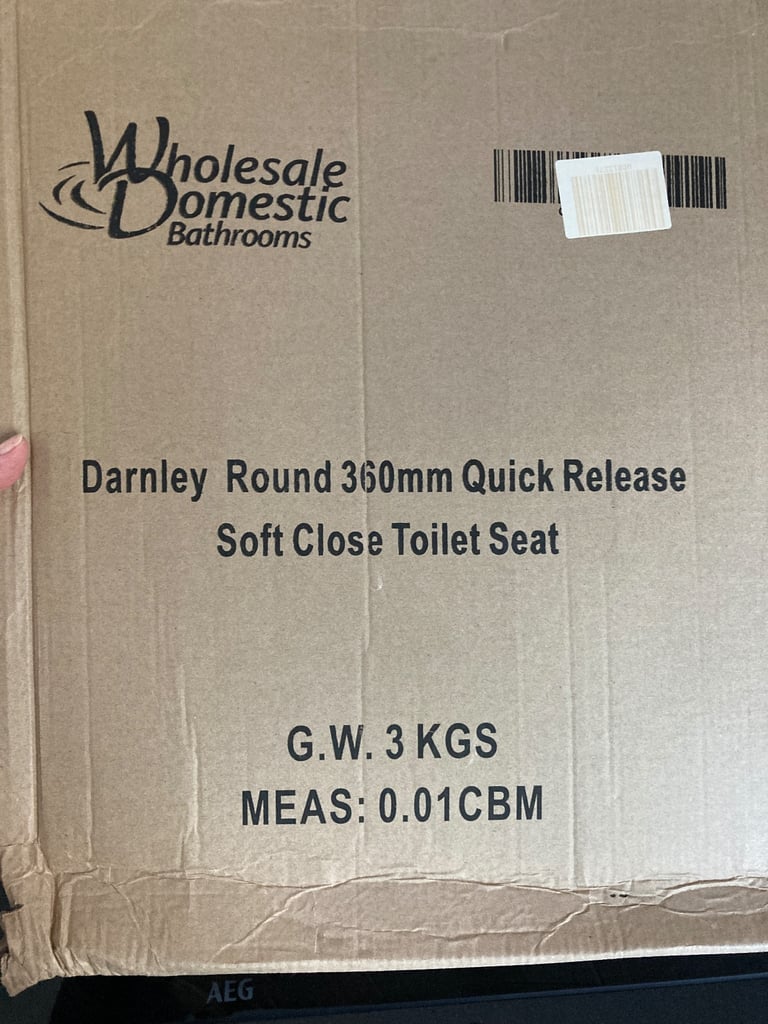 Wholesale
Domestic
Bathrooms
Darnley Round 360mm Quick Release
Soft Close Toilet Seat
G.W. 3 KGS
MEAS: 0.01CBM
AEG